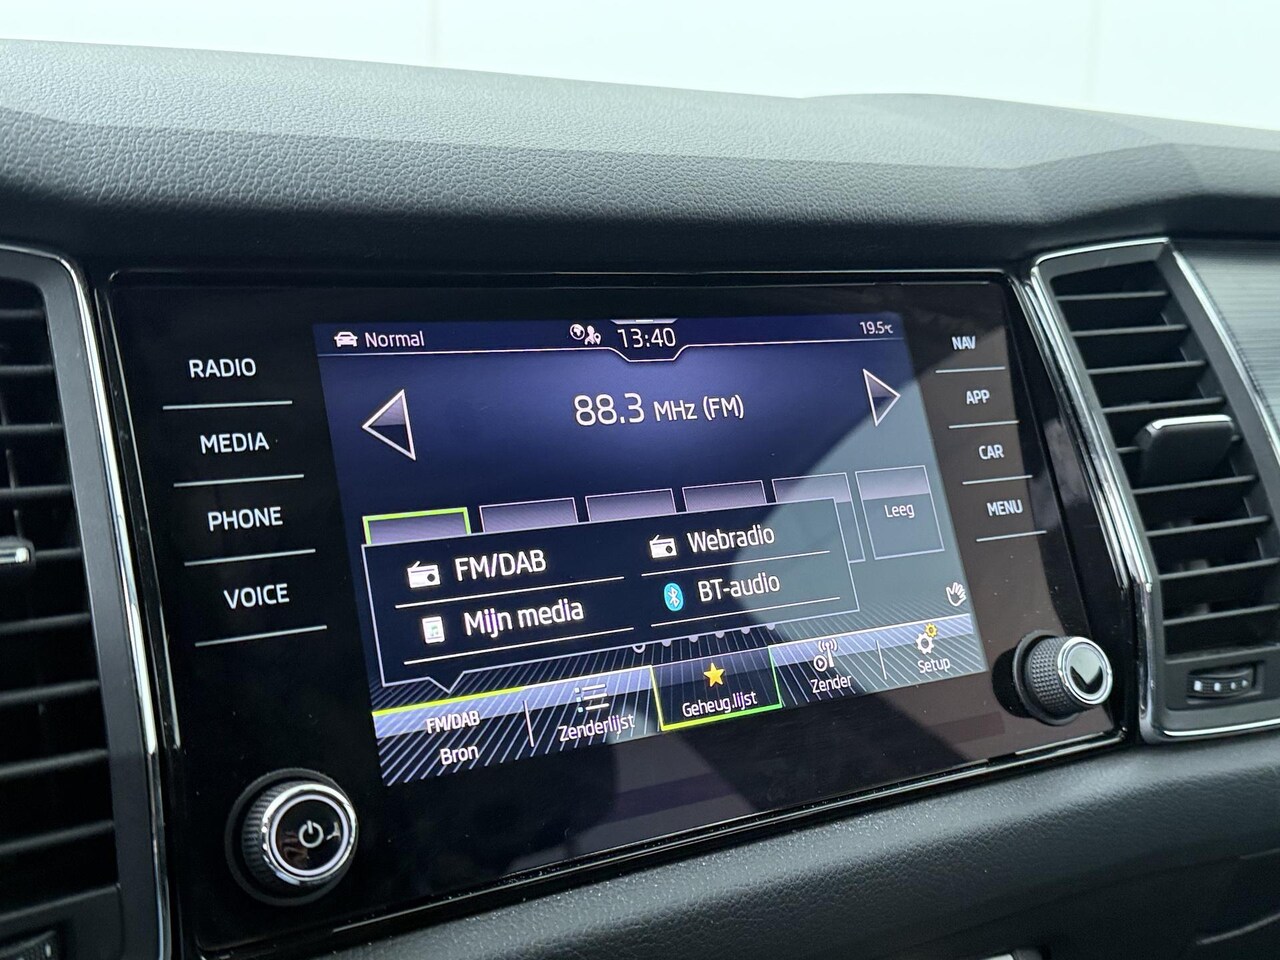 RADIO
MEDIA
PHONE
VOICE
Normal
13:40
19.5°C
88.3 MHz (FM)
Leeg
FM/DAB
Webradio
Mijn media
BT-audio
FM/DAB
Bron
Zenderlijst
Geheug.lijst
Zender
Setup
NAV
APP
CAR
MENU